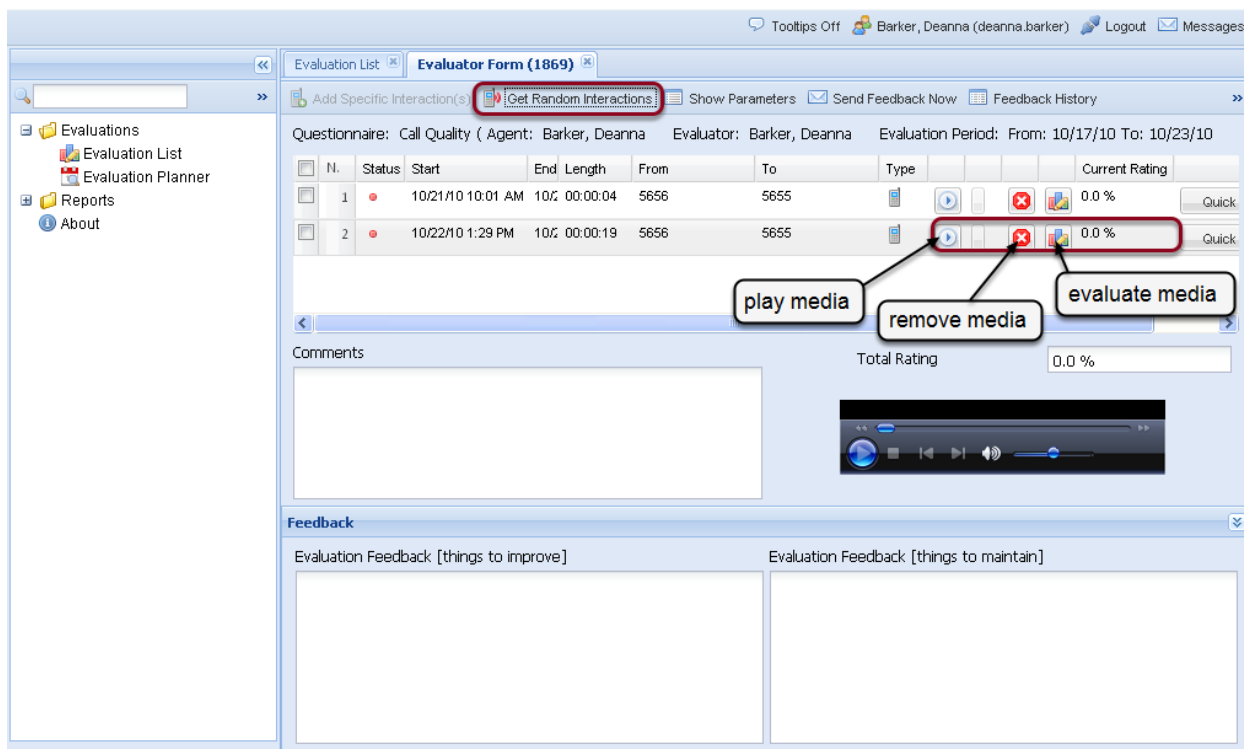 Tooltips Off Barker, Deanna (deanna.barker) Logout Messages
Evaluation List Evaluator Form (1869)
Add Specific Interaction(s) Get Random Interactions Show Parameters Send Feedback Now Feedback History
Evaluations
Evaluation List
Evaluation Planner
Reports
About
Questionnaire: Call Quality ( Agent: Barker, Deanna Evaluator: Barker, Deanna Evaluation Period: From: 10/17/10 To: 10/23/10
N. Status Start End Length From To Type Current Rating
1 10/21/10 10:01 AM 10/2 00:00:04 5656 5655 0.0 % Quick
2 10/22/10 1:29 PM 10/2 00:00:19 5656 5655 0.0 % Quick
play media
remove media
evaluate media
Comments
Total Rating 0.0 %
Feedback
Evaluation Feedback [things to improve] Evaluation Feedback [things to maintain]